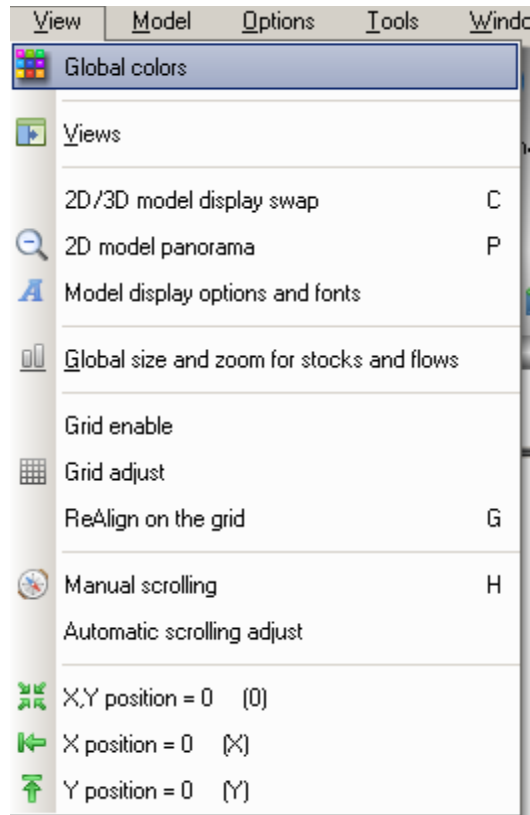 View Model Options Tools Windo
Global colors
Views
2D/3D model display swap C
2D model panorama P
A Model display options and fonts
Global size and zoom for stocks and flows
Grid enable
Grid adjust
ReAlign on the grid G
Manual scrolling H
Automatic scrolling adjust
X,Y position = 0 (0)
X position = 0 (X)
Y position = 0 (Y)